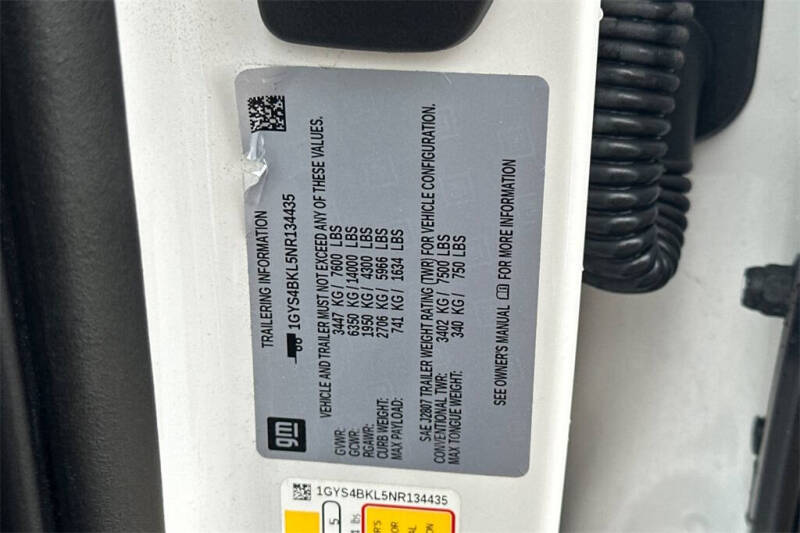 TRAILERING INFORMATION
1GYS4BKL5NR134435
VEHICLE AND TRAILER MUST NOT EXCEED ANY OF THESE VALUES.
GVWR: 3447 KG / 7600 LBS
GCWR: 6350 KG / 14000 LBS
RGAWR: 1950 KG / 4300 LBS
CURB WEIGHT: 2706 KG / 5966 LBS
MAX PAYLOAD: 741 KG / 1634 LBS
SAE J2807 TRAILER WEIGHT RATING (TWR) FOR VEHICLE CONFIGURATION.
CONVENTIONAL TWR: 3402 KG / 7500 LBS
MAX TONGUE WEIGHT: 340 KG / 750 LBS
SEE OWNER'S MANUAL FOR MORE INFORMATION
gm
1GYS4BKL5NR134435
5
lbs